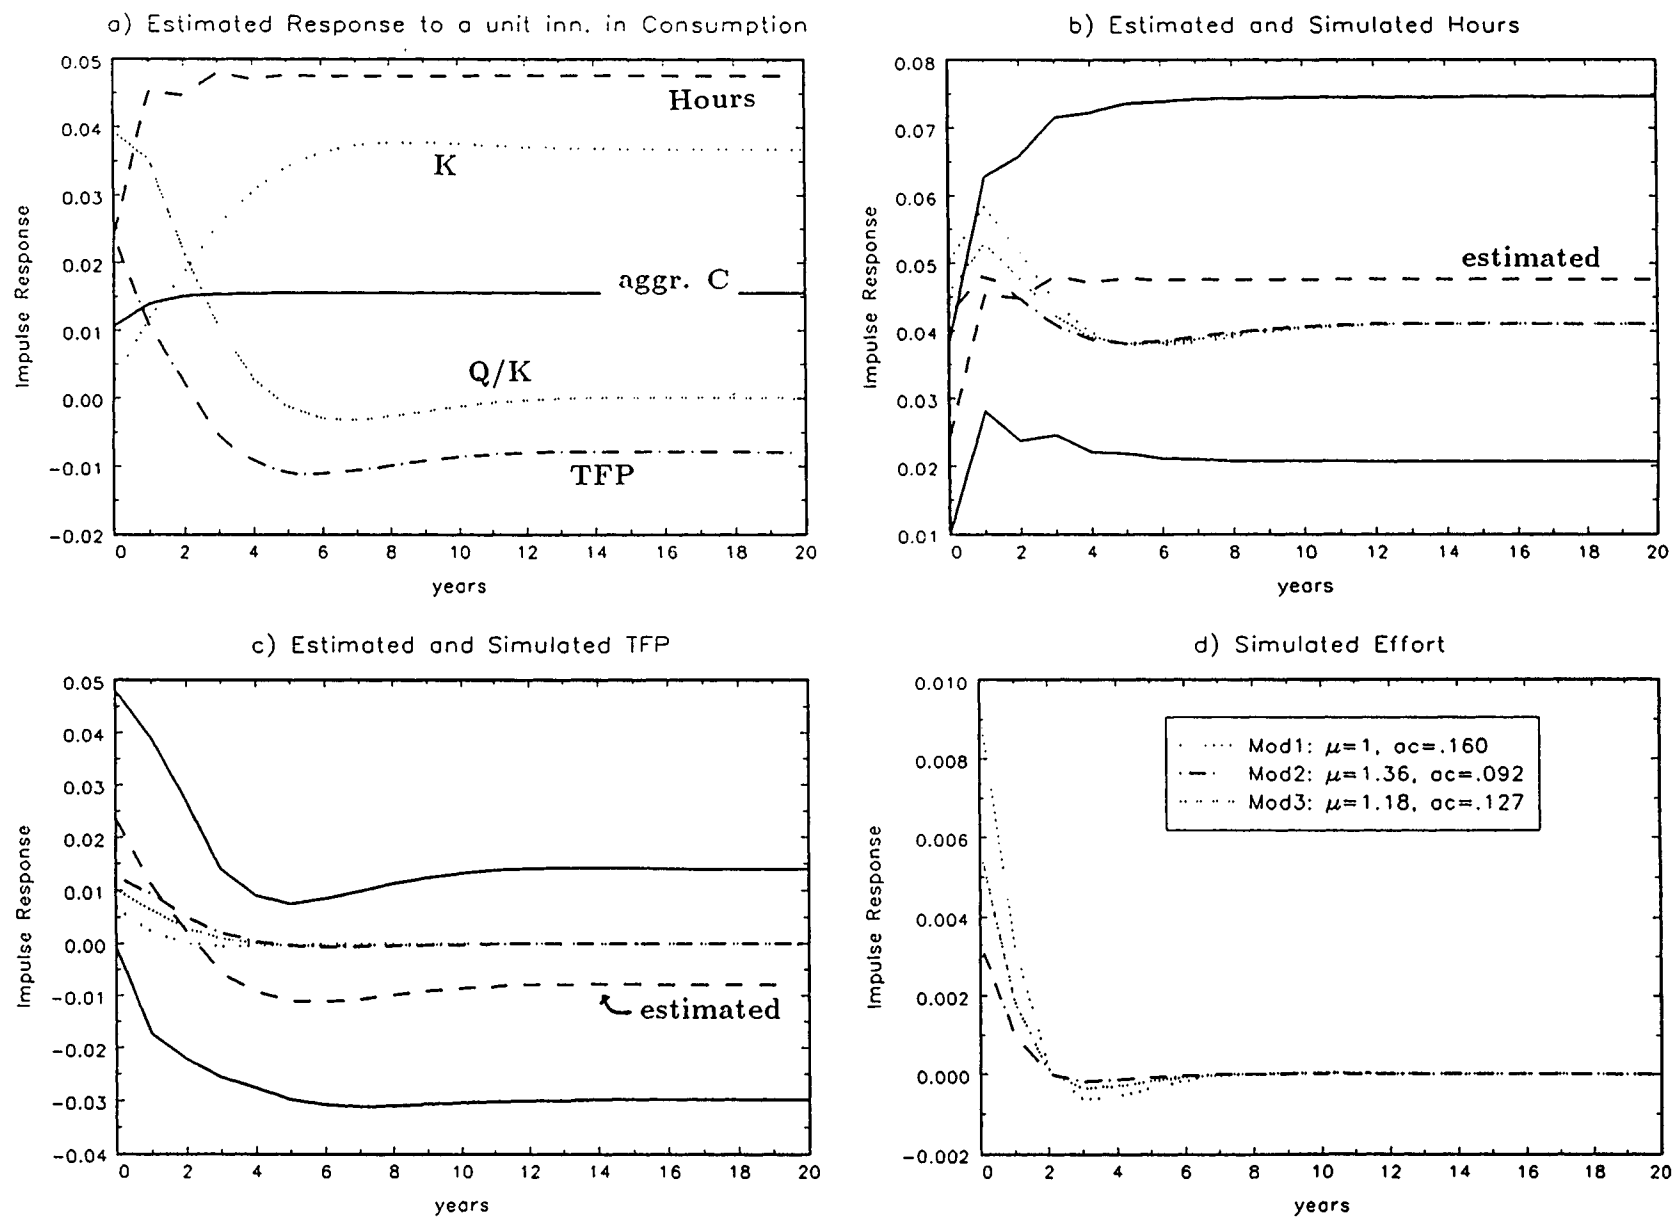 a) Estimated Response to a unit inn. in Consumption
0.05
0.04
0.03
0.02
0.01
0.00
−0.01
−0.02
Impulse Response
Hours
K
aggr. C
Q/K
TFP
0 2 4 6 8 10 12 14 16 18 20
years
b) Estimated and Simulated Hours
0.08
0.07
0.06
0.05
0.04
0.03
0.02
0.01
Impulse Response
estimated
0 2 4 6 8 10 12 14 16 18 20
years
c) Estimated and Simulated TFP
0.05
0.04
0.03
0.02
0.01
0.00
−0.01
−0.02
−0.03
−0.04
Impulse Response
estimated
0 2 4 6 8 10 12 14 16 18 20
years
d) Simulated Effort
0.010
0.008
0.006
0.004
0.002
0.000
−0.002
Impulse Response
Mod1: μ=1, ac=.160
Mod2: μ=1.36, ac=.092
Mod3: μ=1.18, ac=.127
0 2 4 6 8 10 12 14 16 18 20
years